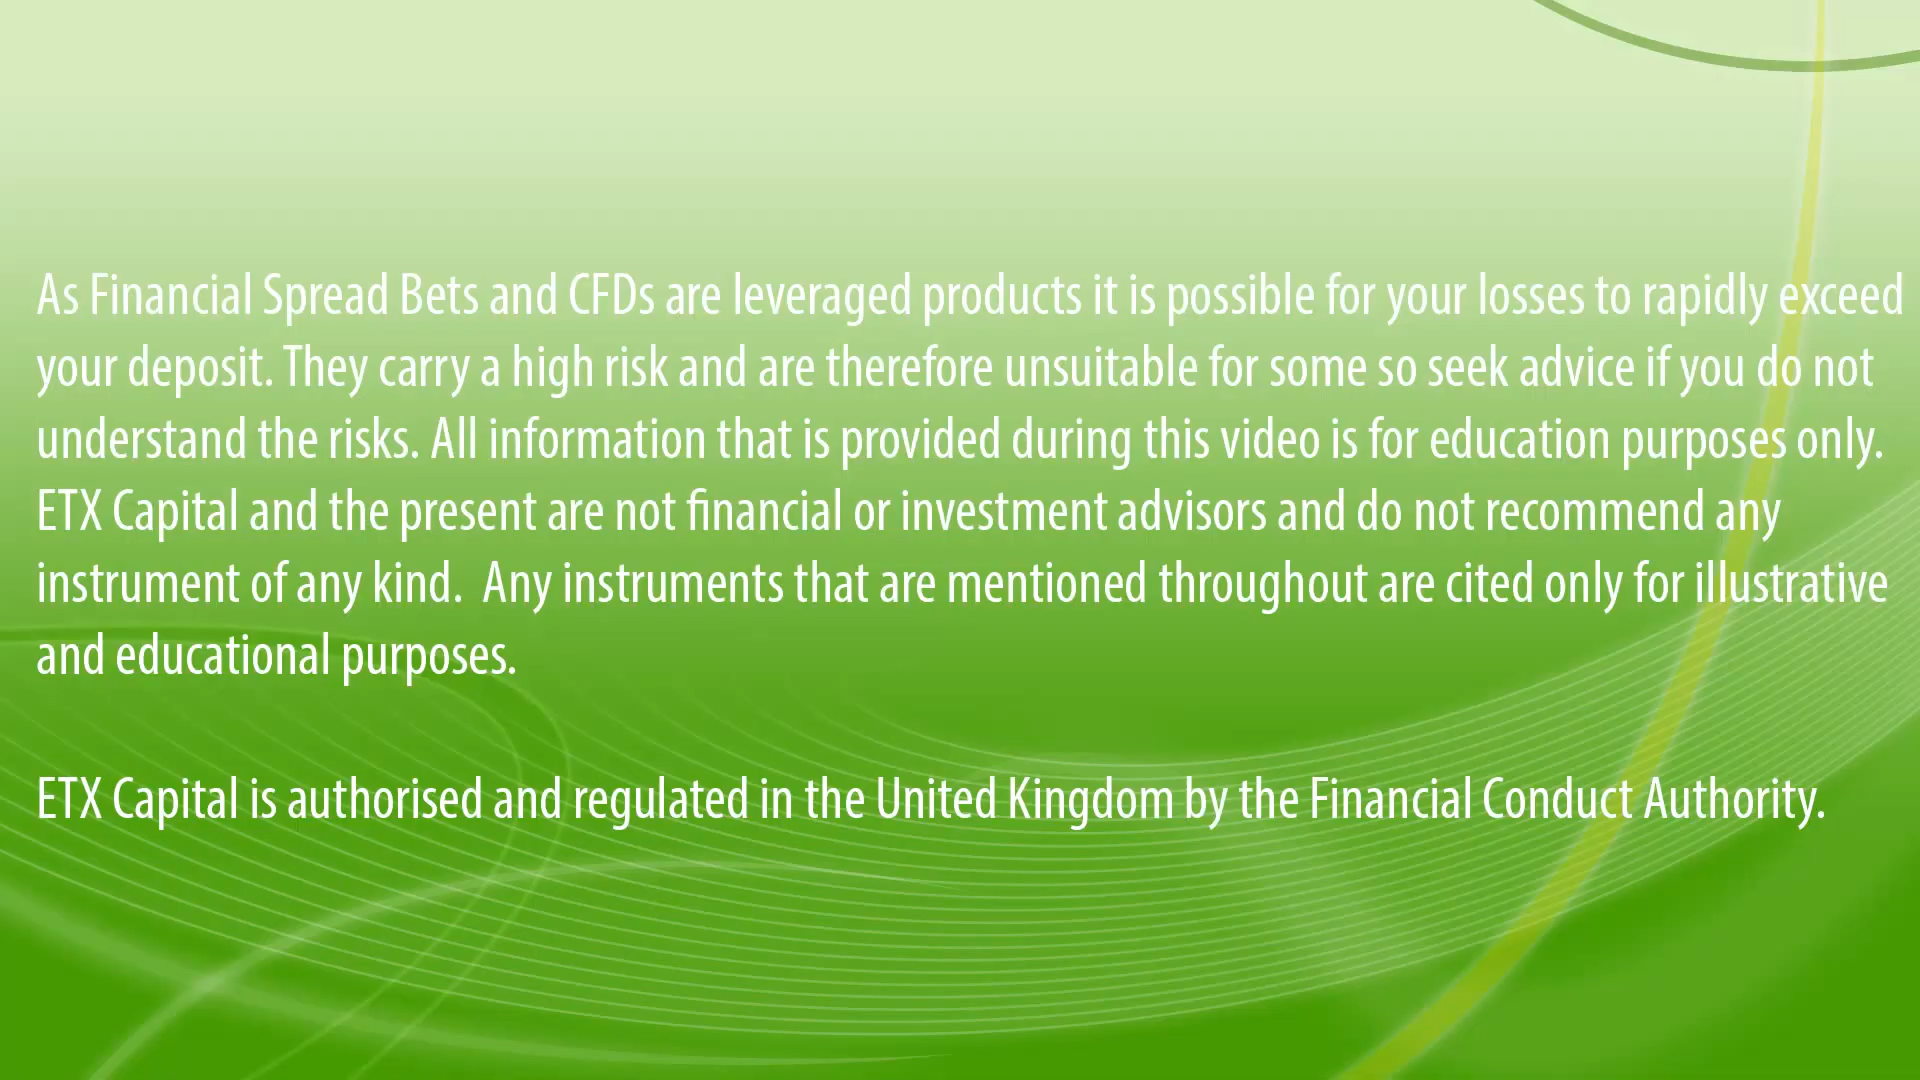 As Financial Spread Bets and CFDs are leveraged products it is possible for your losses to rapidly exceed
your deposit. They carry a high risk and are therefore unsuitable for some so seek advice if you do not
understand the risks. All information that is provided during this video is for education purposes only.
ETX Capital and the present are not financial or investment advisors and do not recommend any
instrument of any kind.  Any instruments that are mentioned throughout are cited only for illustrative
and educational purposes.
ETX Capital is authorised and regulated in the United Kingdom by the Financial Conduct Authority.